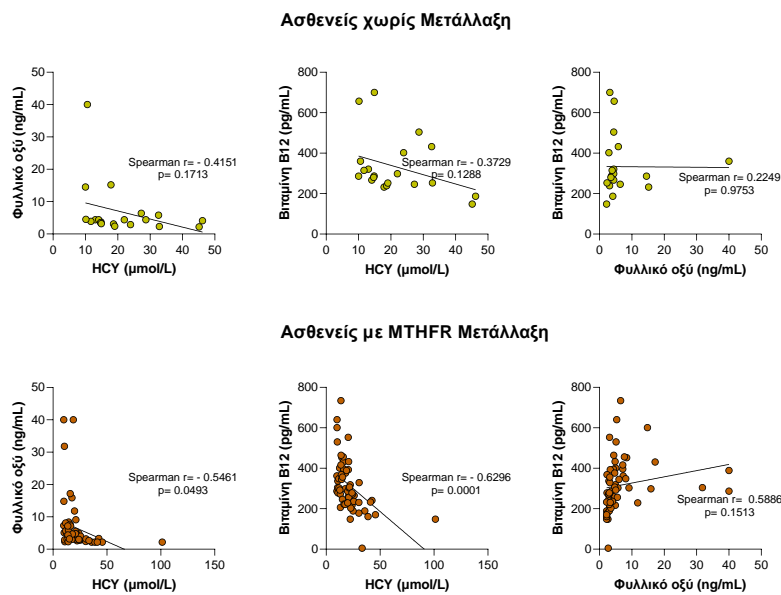 Ασθενείς χωρίς Μετάλλαξη
50
40
30
20
10
0
Φυλλικό οξύ (ng/mL)
Spearman r= - 0.4151
p= 0.1713
0 10 20 30 40 50
HCY (μmol/L)
800
600
400
200
0
Βιταμίνη Β12 (pg/mL)
Spearman r= - 0.3729
p= 0.1288
0 10 20 30 40 50
HCY (μmol/L)
800
600
400
200
0
Βιταμίνη Β12 (pg/mL)
Spearman r= 0.2249
p= 0.9753
0 10 20 30 40 50
Φυλλικό οξύ (ng/mL)
Ασθενείς με MTHFR Μετάλλαξη
50
40
30
20
10
0
Φυλλικό οξύ (ng/mL)
Spearman r= - 0.5461
p= 0.0493
0 50 100 150
HCY (μmol/L)
800
600
400
200
0
Βιταμίνη Β12 (pg/mL)
Spearman r= - 0.6296
p= 0.0001
0 50 100 150
HCY (μmol/L)
800
600
400
200
0
Βιταμίνη Β12 (pg/mL)
Spearman r= 0.5886
p= 0.1513
0 10 20 30 40 50
Φυλλικό οξύ (ng/mL)